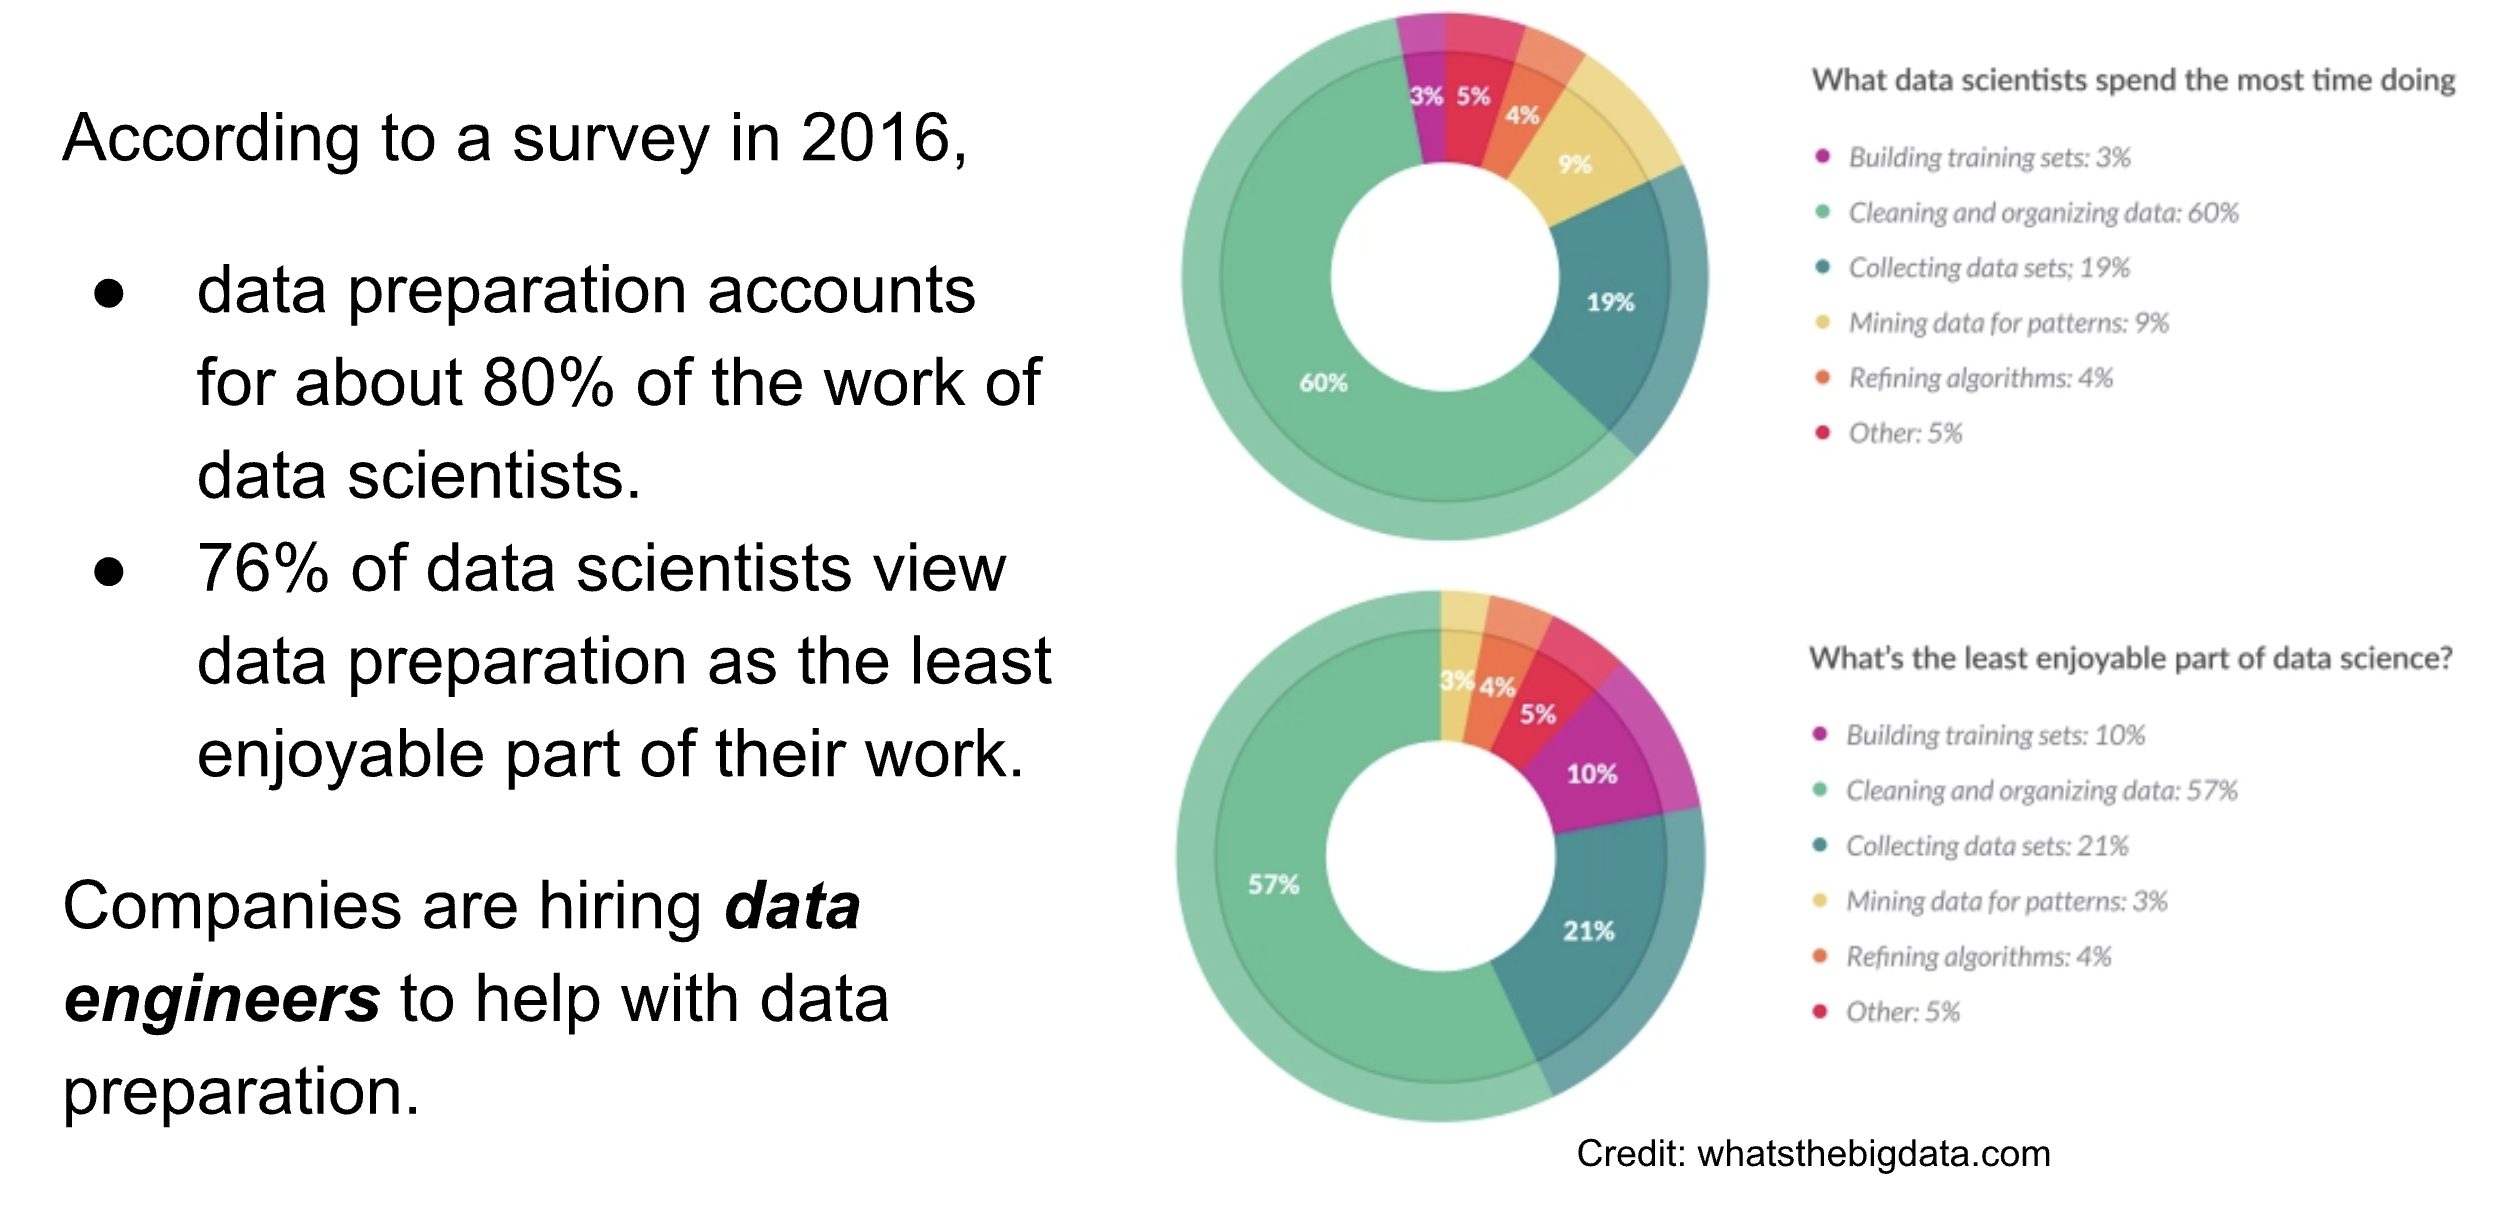 According to a survey in 2016,
● data preparation accounts
for about 80% of the work of
data scientists.
● 76% of data scientists view
data preparation as the least
enjoyable part of their work.
Companies are hiring data
engineers to help with data
preparation.
3% 5%
4%
9%
19%
60%
What data scientists spend the most time doing
Building training sets: 3%
Cleaning and organizing data: 60%
Collecting data sets; 19%
Mining data for patterns: 9%
Refining algorithms: 4%
Other: 5%
3% 4%
5%
10%
21%
57%
What's the least enjoyable part of data science?
Building training sets: 10%
Cleaning and organizing data: 57%
Collecting data sets: 21%
Mining data for patterns: 3%
Refining algorithms: 4%
Other: 5%
Credit: whatsthebigdata.com